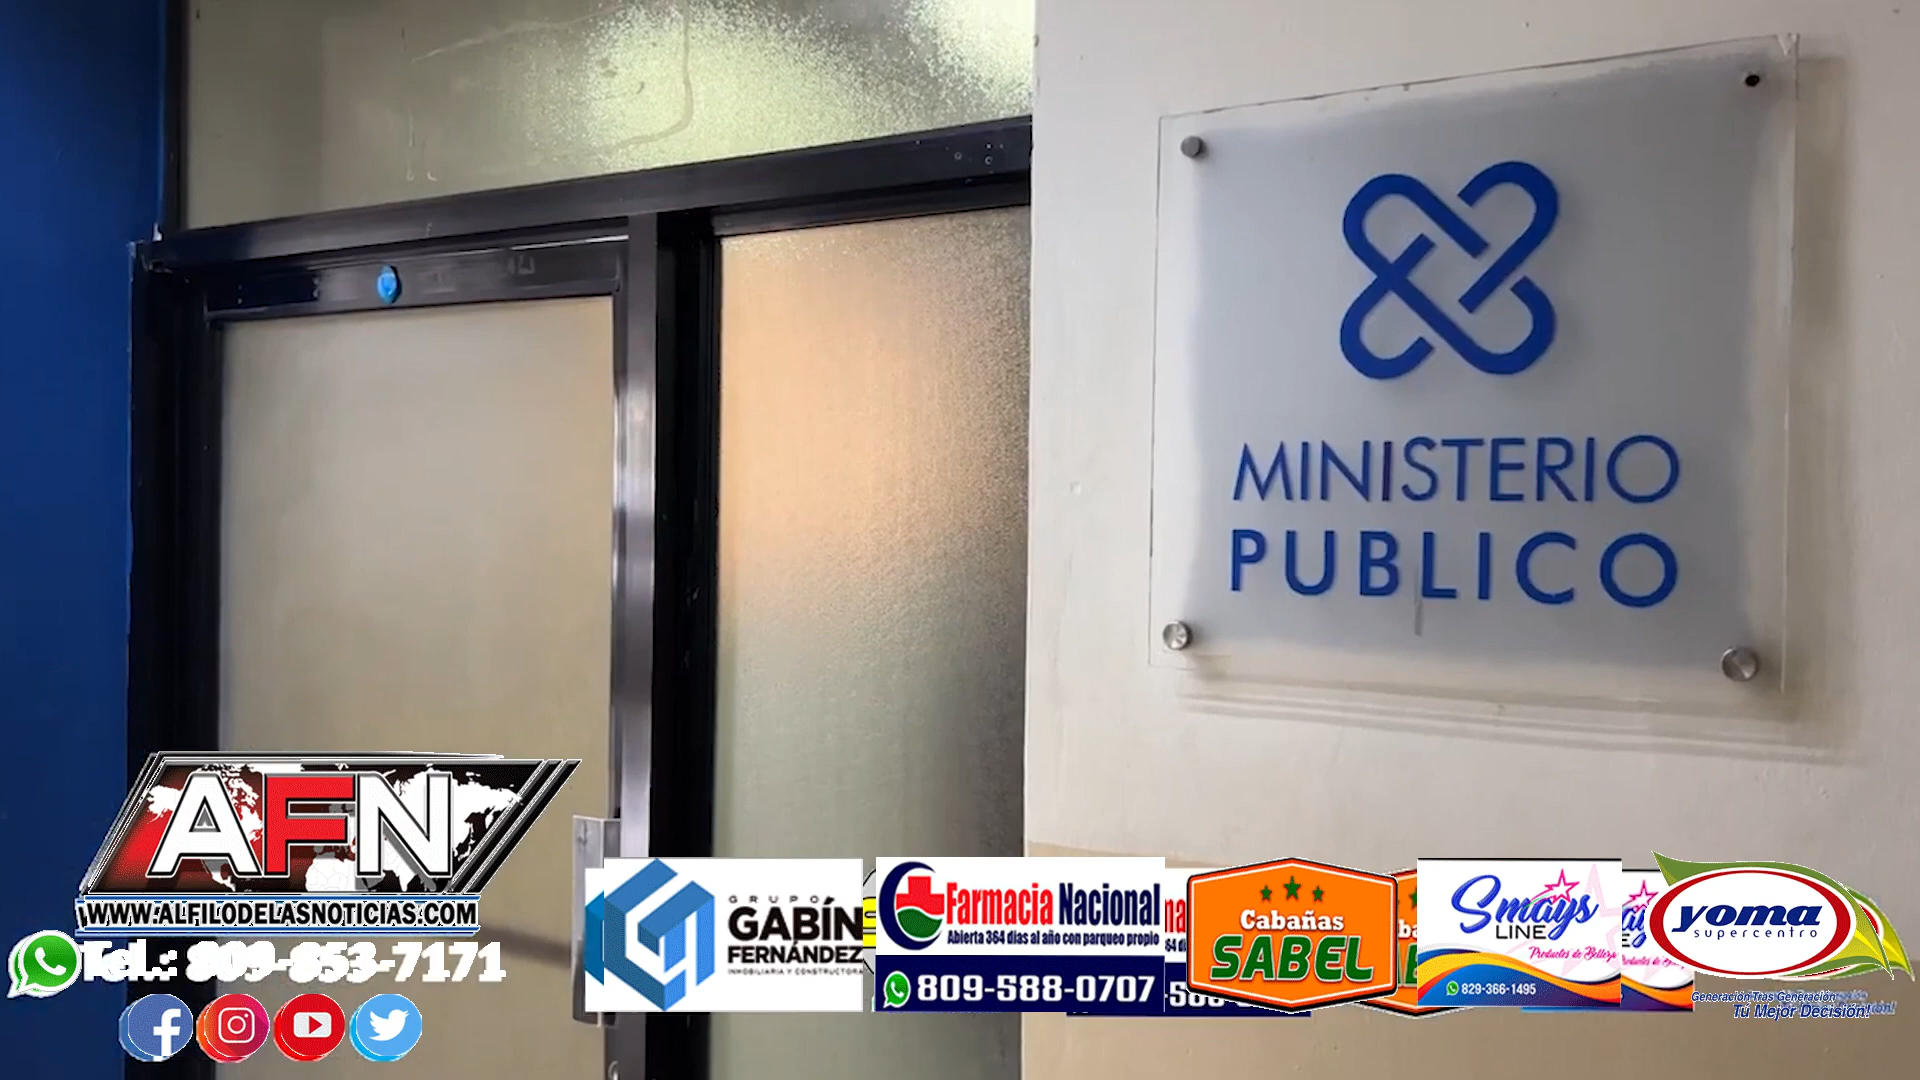 MINISTERIO
PUBLICO
AFN
WWW.ALFILODELASNOTICIAS.COM
Tel.: 809-853-7171
GRUPO
GABÍN
FERNÁNDEZ
INMOBILIARIA Y CONSTRUCTORA
Farmacia Nacional
Abierta 364 días al año con parqueo propio
809-588-0707
Cabañas
SABEL
Smays
LINE
Productos de Belleza
829-366-1495
yoma
supercentro
Generación Tras Generación
Tu Mejor Decisión!